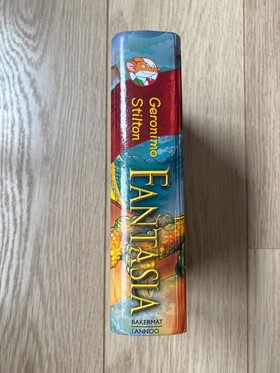 Geronimo
Stilton
FANTASIA
BAKERMAT
LANNOO